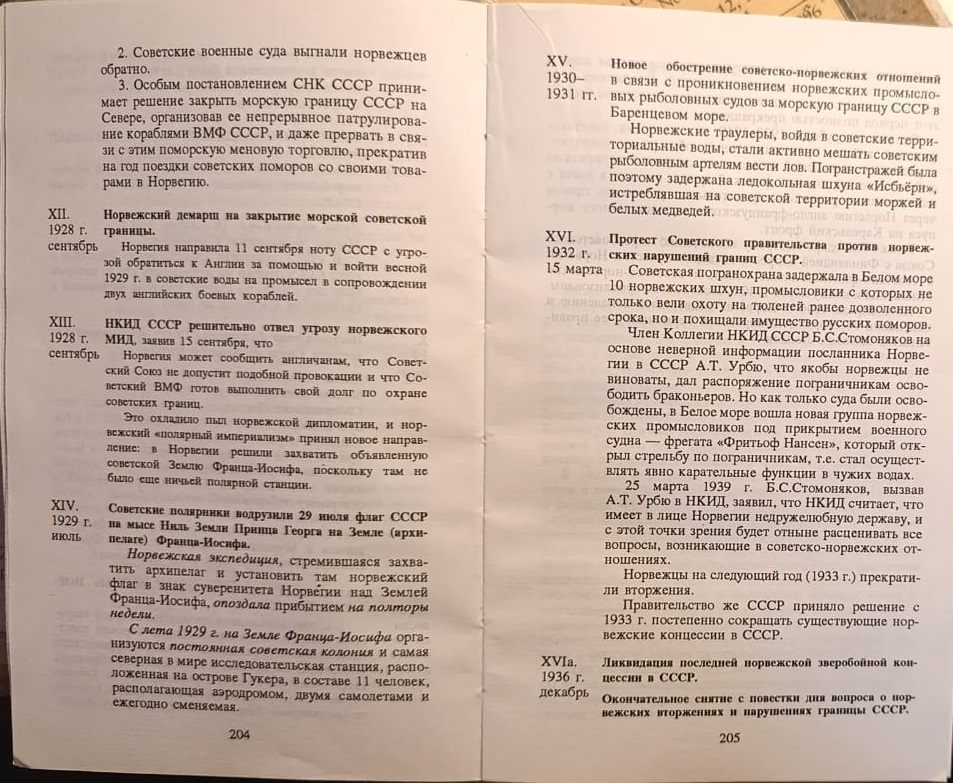 2. Советские военные суда выгнали норвежцев
обратно.
3. Особым постановлением СНК СССР прини-
мает решение закрыть морскую границу СССР на
Севере, организовав ее непрерывное патрулирова-
ние кораблями ВМФ СССР, и даже прервать в свя-
зи с этим поморскую меновую торговлю, прекратив
на год поездки советских поморов со своими това-
рами в Норвегию.
XII.
1928 г.
сентябрь
Норвежский демарш на закрытие морской советской
границы.
Норвегия направила 11 сентября ноту СССР с угро-
зой обратиться к Англии за помощью и войти весной
1929 г. в советские воды на промысел в сопровождении
двух английских боевых кораблей.
XIII.
1928 г.
сентябрь
НКИД СССР решительно отвел угрозу норвежского
МИД, заявив 15 сентября, что
Норвегия может сообщить англичанам, что Совет-
ский Союз не допустит подобной провокации и что Со-
ветский ВМФ готов выполнить свой долг по охране
советских границ.
Это охладило пыл норвежской дипломатии, и нор-
вежский «полярный империализм» принял новое направ-
ление: в Норвегии решили захватить объявленную
советской Землю Франца-Иосифа, поскольку там не
было еще ничьей полярной станции.
XIV.
1929 г.
июль
Советские полярники водрузили 29 июля флаг СССР
на мысе Ниль Земли Принца Георга на Земле (архи-
пелаге) Франца-Иосифа.
Норвежская экспедиция, стремившаяся захва-
тить архипелаг и установить там норвежский
флаг в знак суверенитета Норвегии над Землей
Франца-Иосифа, опоздала прибытием на полторы
недели.
С лета 1929 г. на Земле Франца-Иосифа орга-
низуются постоянная советская колония и самая
северная в мире исследовательская станция, распо-
ложенная на острове Гукера, в составе 11 человек,
располагающая аэродромом, двумя самолетами и
ежегодно сменяемая.
204
XV.
1930–
1931 гг.
Новое обострение советско-норвежских отношений
в связи с проникновением норвежских промысло-
вых рыболовных судов за морскую границу СССР в
Баренцевом море.
Норвежские траулеры, войдя в советские терри-
ториальные воды, стали активно мешать советским
рыболовным артелям вести лов. Погранстражей была
поэтому задержана ледокольная шхуна «Исбьёрн»,
истреблявшая на советской территории моржей и
белых медведей.
XVI.
1932 г.
15 марта
Протест Советского правительства против норвеж-
ских нарушений границ СССР.
Советская погранохрана задержала в Белом море
10 норвежских шхун, промысловики с которых не
только вели охоту на тюленей ранее дозволенного
срока, но и похищали имущество русских поморов.
Член Коллегии НКИД СССР Б.С.Стомоняков на
основе неверной информации посланника Норве-
гии в СССР А.Т. Урбю, что якобы норвежцы не
виноваты, дал распоряжение пограничникам осво-
бодить браконьеров. Но как только суда были осво-
бождены, в Белое море вошла новая группа норвеж-
ских промысловиков под прикрытием военного
судна — фрегата «Фритьоф Нансен», который от-
крыл стрельбу по пограничникам, т.е. стал осущест-
влять явно карательные функции в чужих водах.
25 марта 1939 г. Б.С.Стомоняков, вызвав
А.Т. Урбю в НКИД, заявил, что НКИД считает, что
имеет в лице Норвегии недружелюбную державу, и
с этой точки зрения будет отныне расценивать все
вопросы, возникающие в советско-норвежских от-
ношениях.
Норвежцы на следующий год (1933 г.) прекрати-
ли вторжения.
Правительство же СССР приняло решение с
1933 г. постепенно сокращать существующие нор-
вежские концессии в СССР.
XVIa.
1936 г.
декабрь
Ликвидация последней норвежской зверобойной кон-
цессии в СССР.
Окончательное снятие с повестки дня вопроса о нор-
вежских вторжениях и нарушениях границы СССР.
205